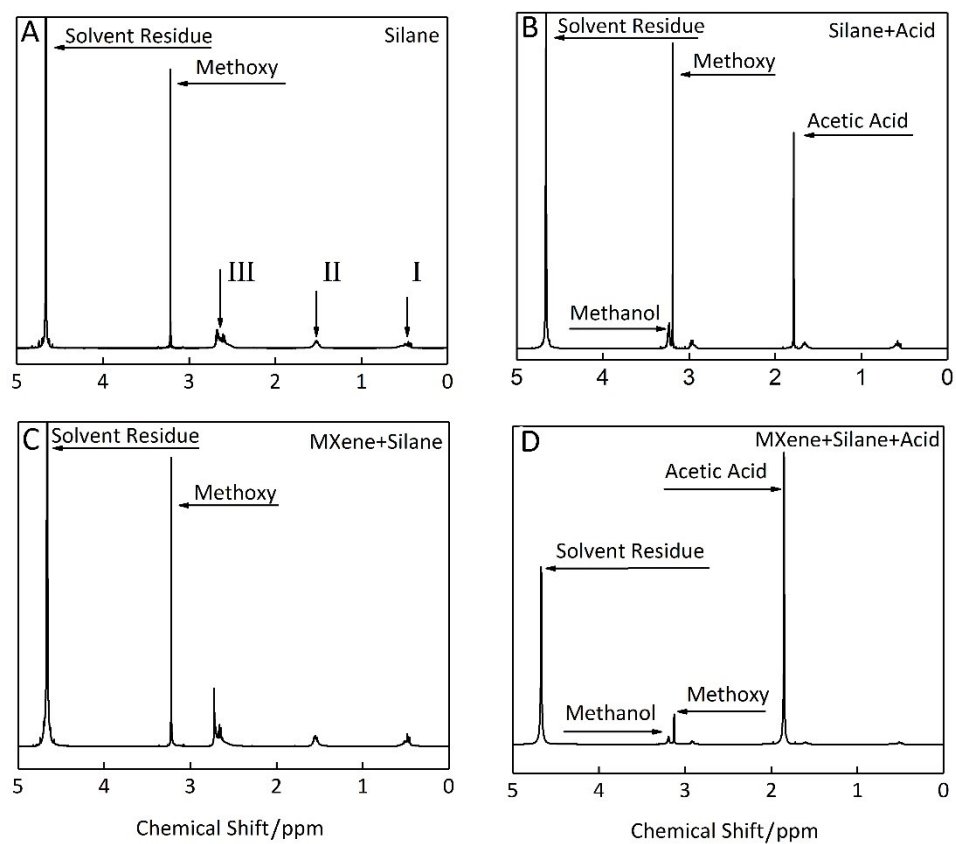 A
Silane
Solvent Residue
Methoxy
III
II
I
5 4 3 2 1 0
B
Silane+Acid
Solvent Residue
Methoxy
Acetic Acid
Methanol
5 4 3 2 1 0
C
MXene+Silane
Solvent Residue
Methoxy
5 4 3 2 1 0
Chemical Shift/ppm
D
MXene+Silane+Acid
Acetic Acid
Solvent Residue
Methoxy
Methanol
5 4 3 2 1 0
Chemical Shift/ppm